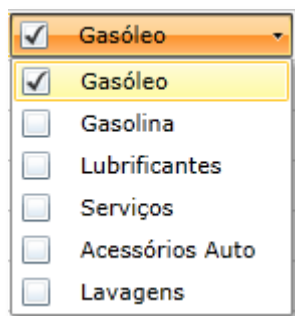 Gasóleo
Gasóleo
Gasolina
Lubrificantes
Serviços
Acessórios Auto
Lavagens